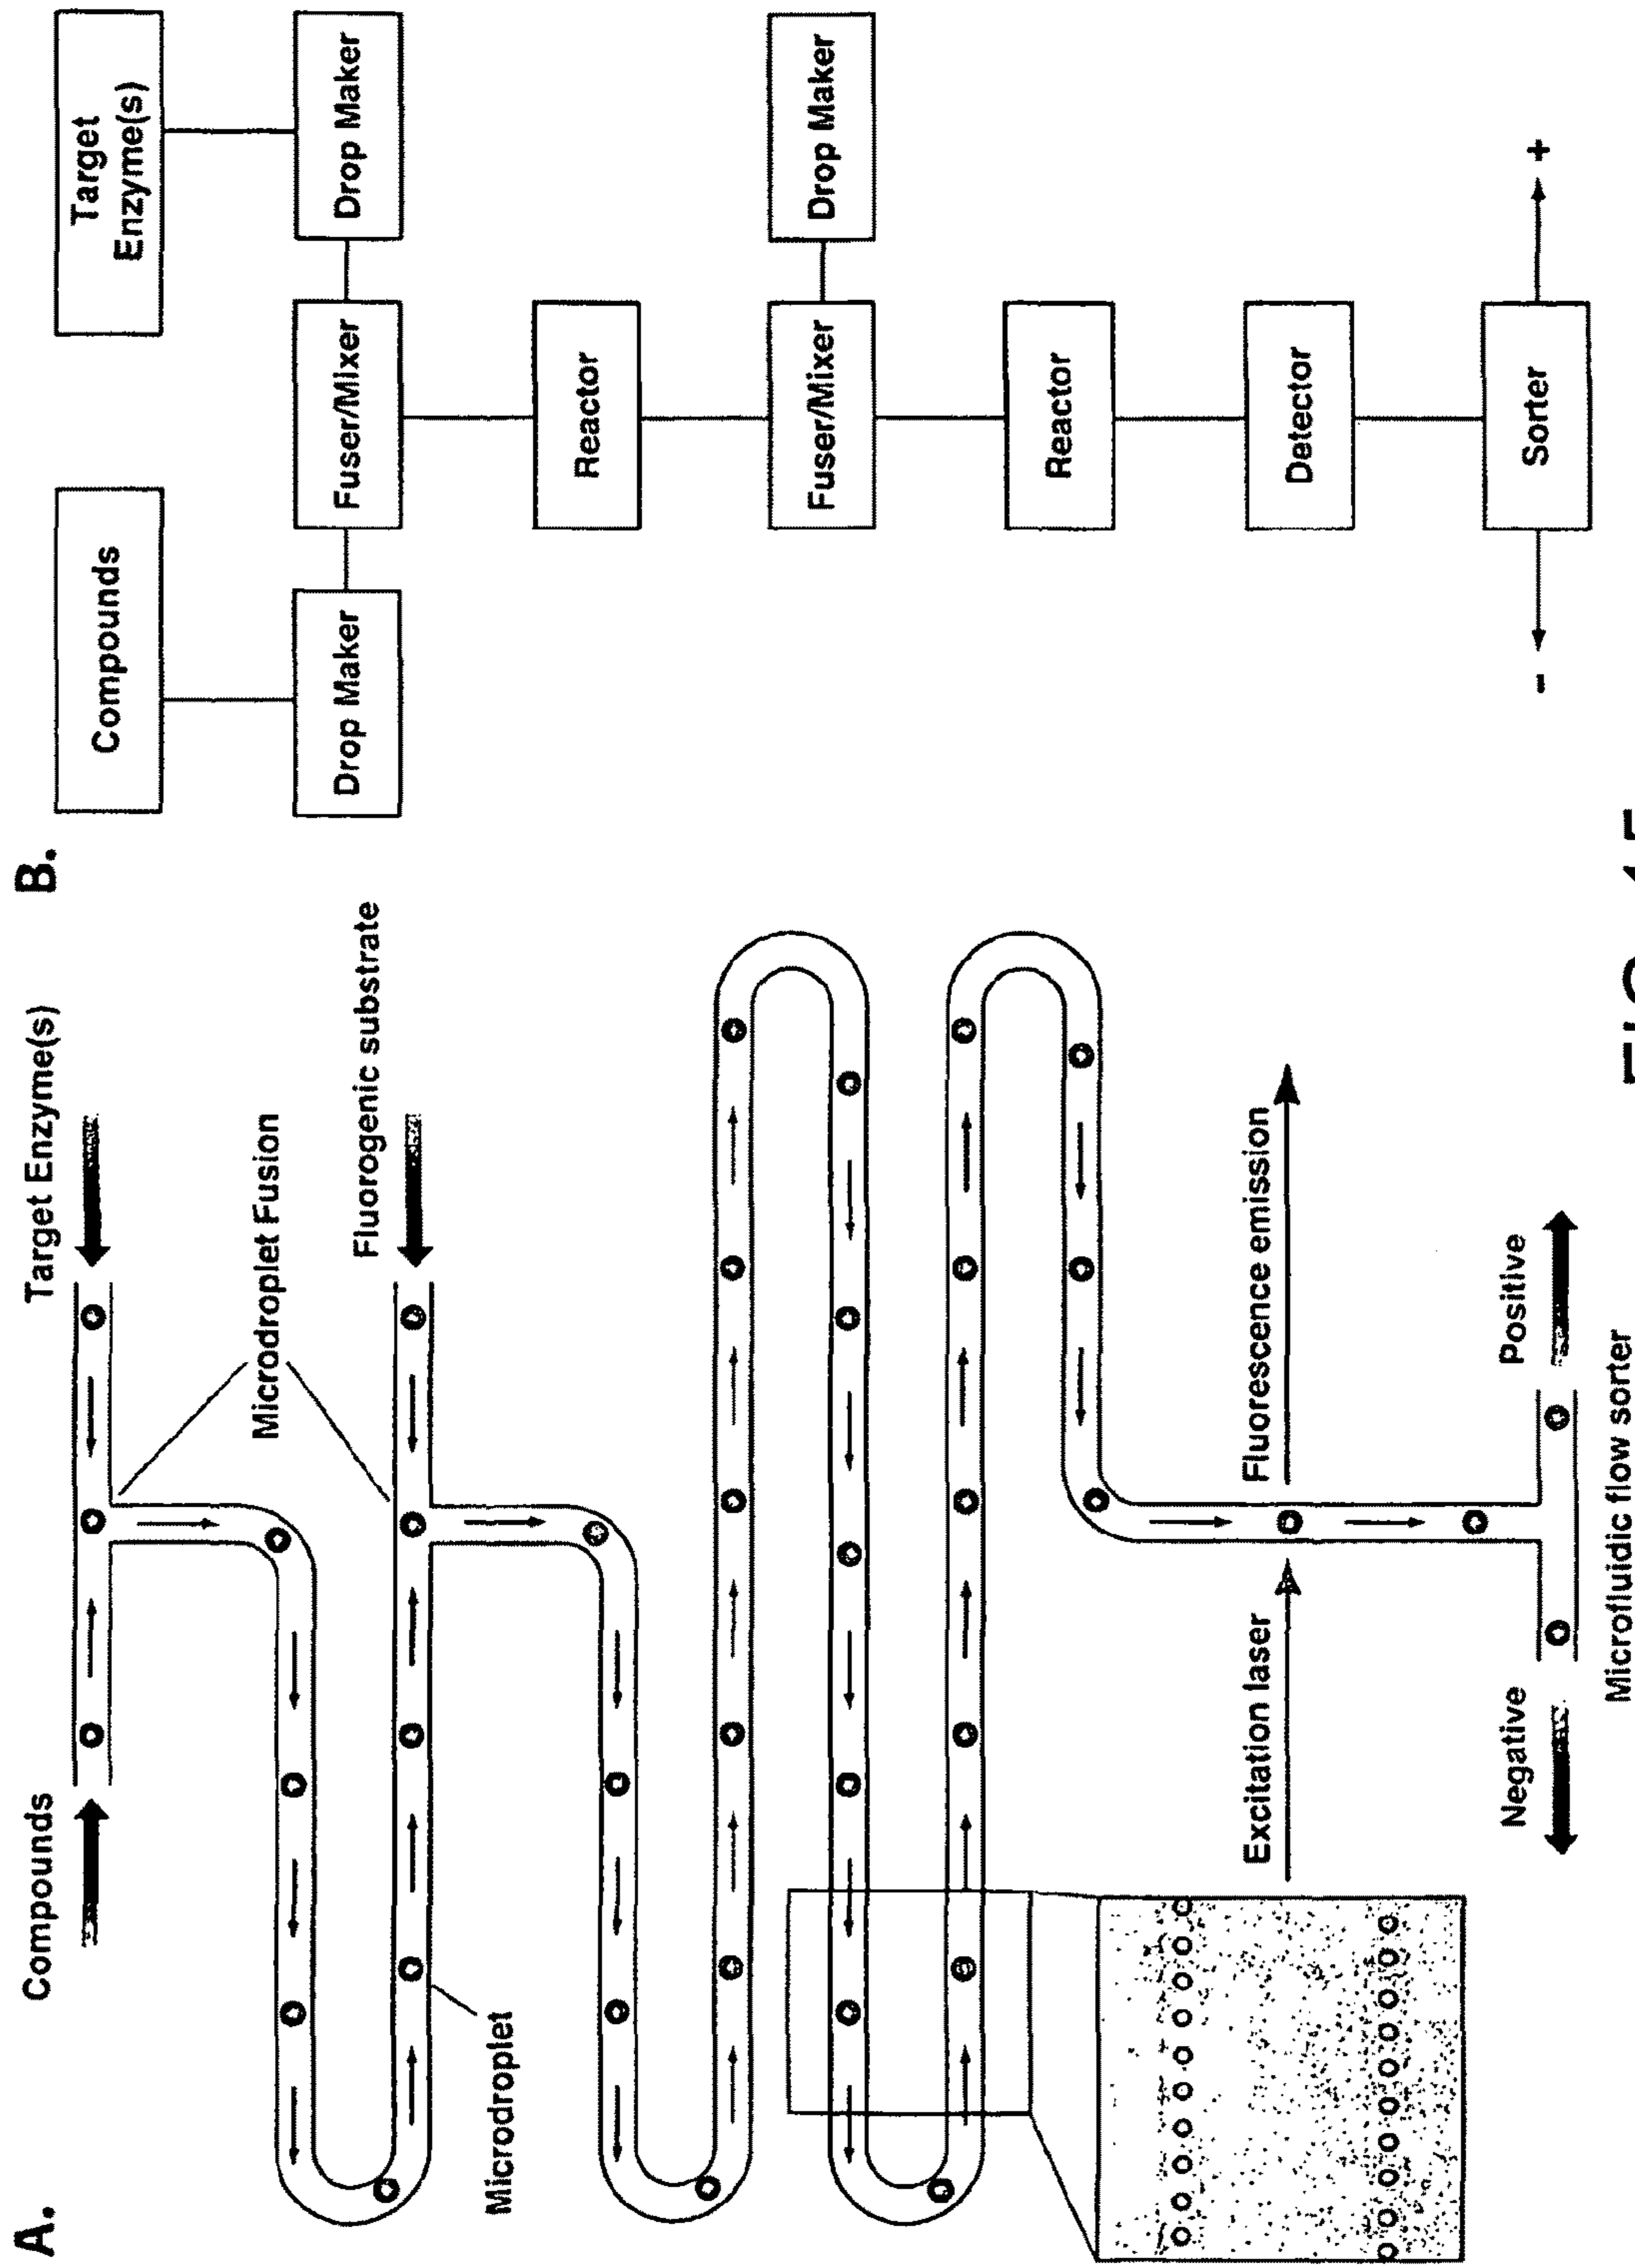 A.
Compounds
Target Enzyme(s)
Microdroplet Fusion
Fluorogenic substrate
Microdroplet
Excitation laser
Fluorescence emission
Negative
Positive
Microfluidic flow sorter
B.
Compounds
Target
Enzyme(s)
Drop Maker
Fuser/Mixer
Drop Maker
Reactor
Fuser/Mixer
Drop Maker
Reactor
Detector
Sorter
-
+